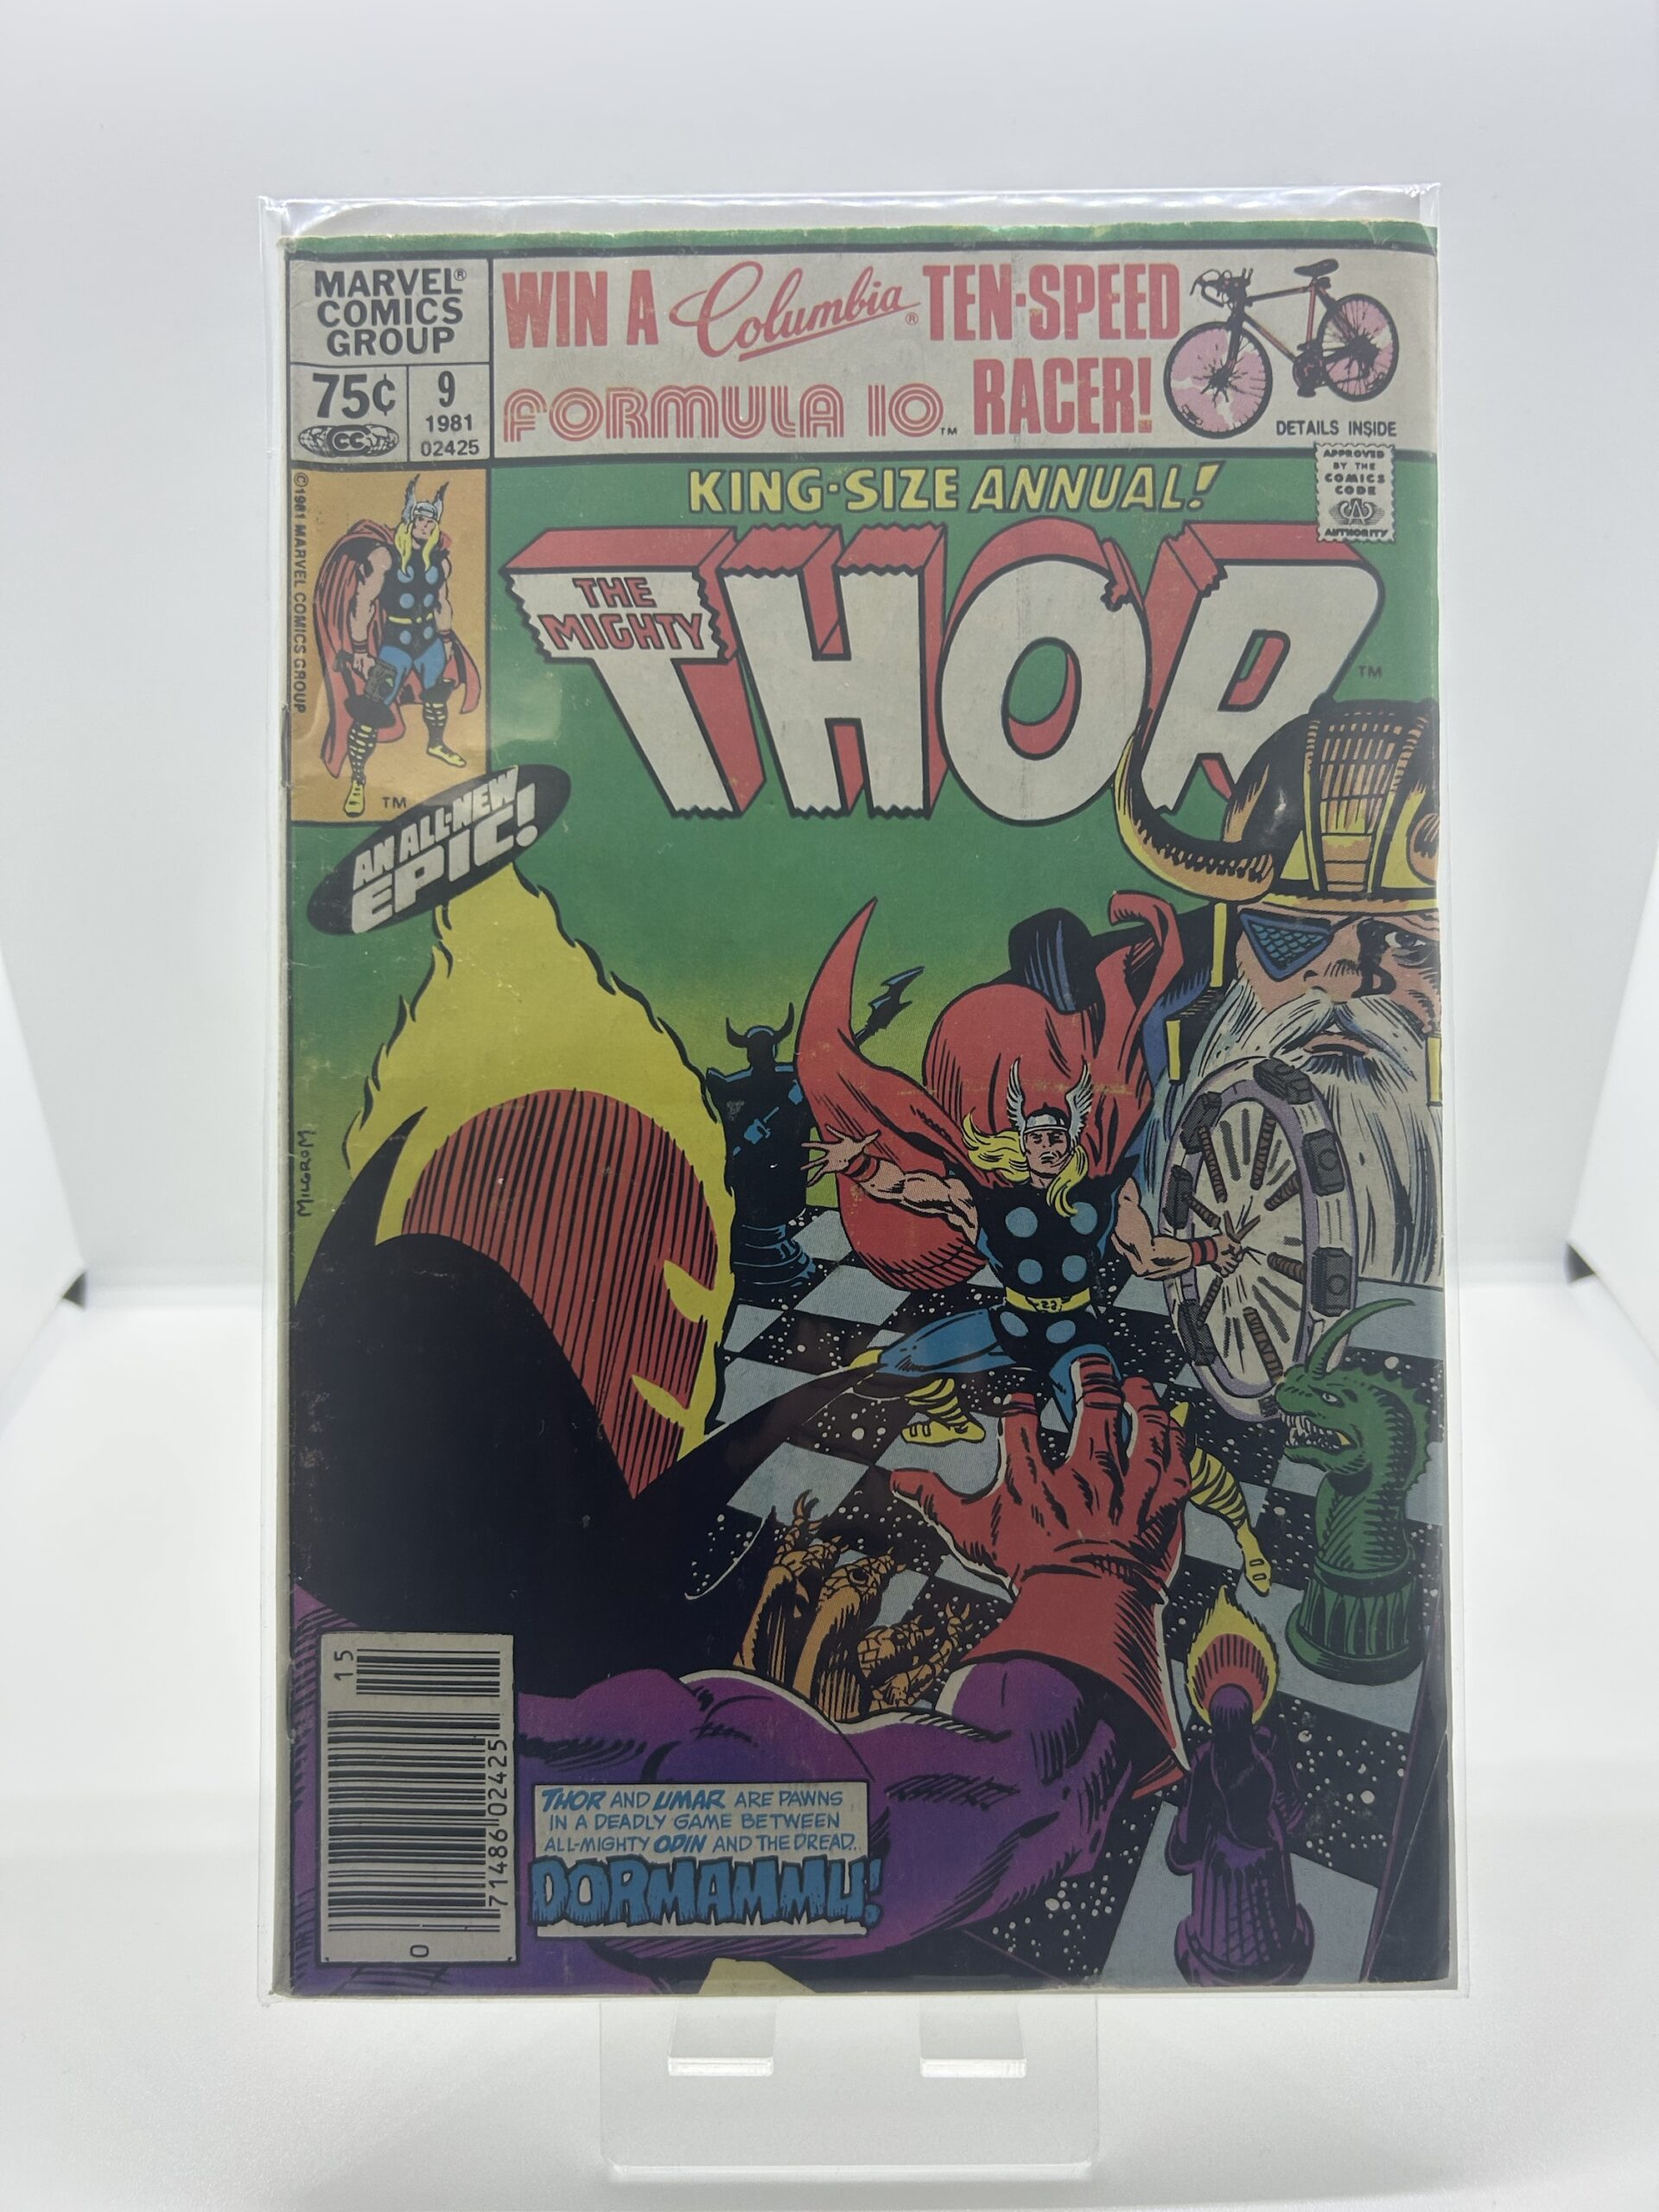 MARVEL®
COMICS
GROUP
75¢
9
1981
02425
CC
WIN A Columbia® TEN-SPEED
FORMULA 10™ RACER!
DETAILS INSIDE
APPROVED
BY THE
COMICS
CODE
CA
AUTHORITY
©1981 MARVEL COMICS GROUP
TM
KING-SIZE ANNUAL!
THE
MIGHTY
THOR
TM
AN ALL-NEW
EPIC!
MILGROM
15
71486 02425
0
THOR AND UMAR ARE PAWNS
IN A DEADLY GAME BETWEEN
ALL-MIGHTY ODIN AND THE DREAD...
DORMAMMU!